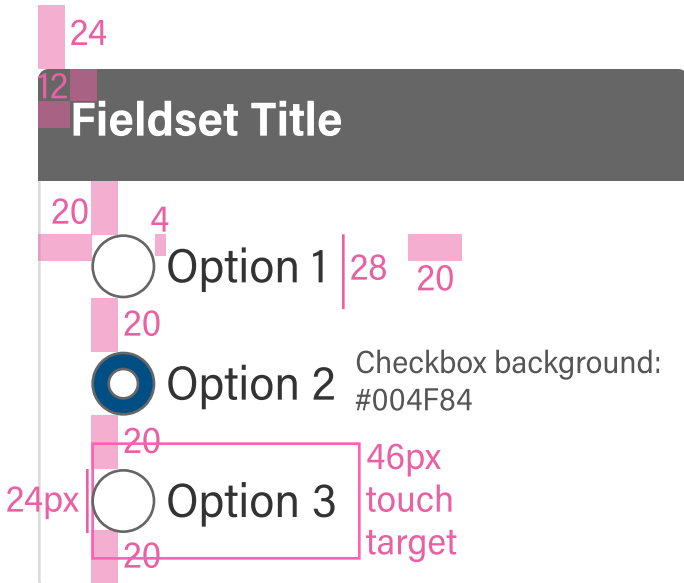 24
12
Fieldset Title
20
4
Option 1
28
20
20
Option 2
Checkbox background:
#004F84
20
46px
24px
Option 3
touch
target
20